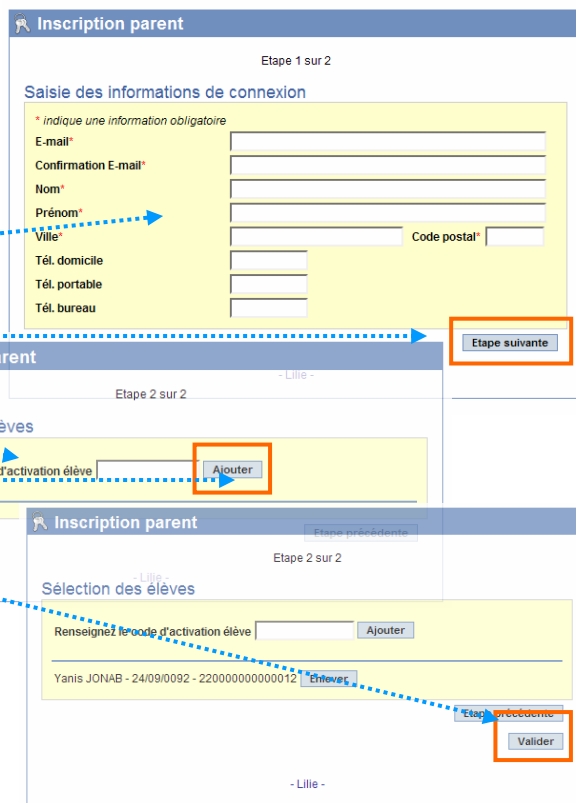 Inscription parent
Etape 1 sur 2
Saisie des informations de connexion
* indique une information obligatoire
E-mail*
Confirmation E-mail*
Nom*
Prénom*
Ville* Code postal*
Tél. domicile
Tél. portable
Tél. bureau
Etape suivante
- Lilie -
arent
Etape 2 sur 2
èves
d'activation élève Ajouter
Inscription parent
Etape précédente
Etape 2 sur 2
- Lilie -
Sélection des élèves
Renseignez le code d'activation élève Ajouter
Yanis JONAB - 24/09/0092 - 220000000000012 Enlever
Etape précédente
Valider
- Lilie -